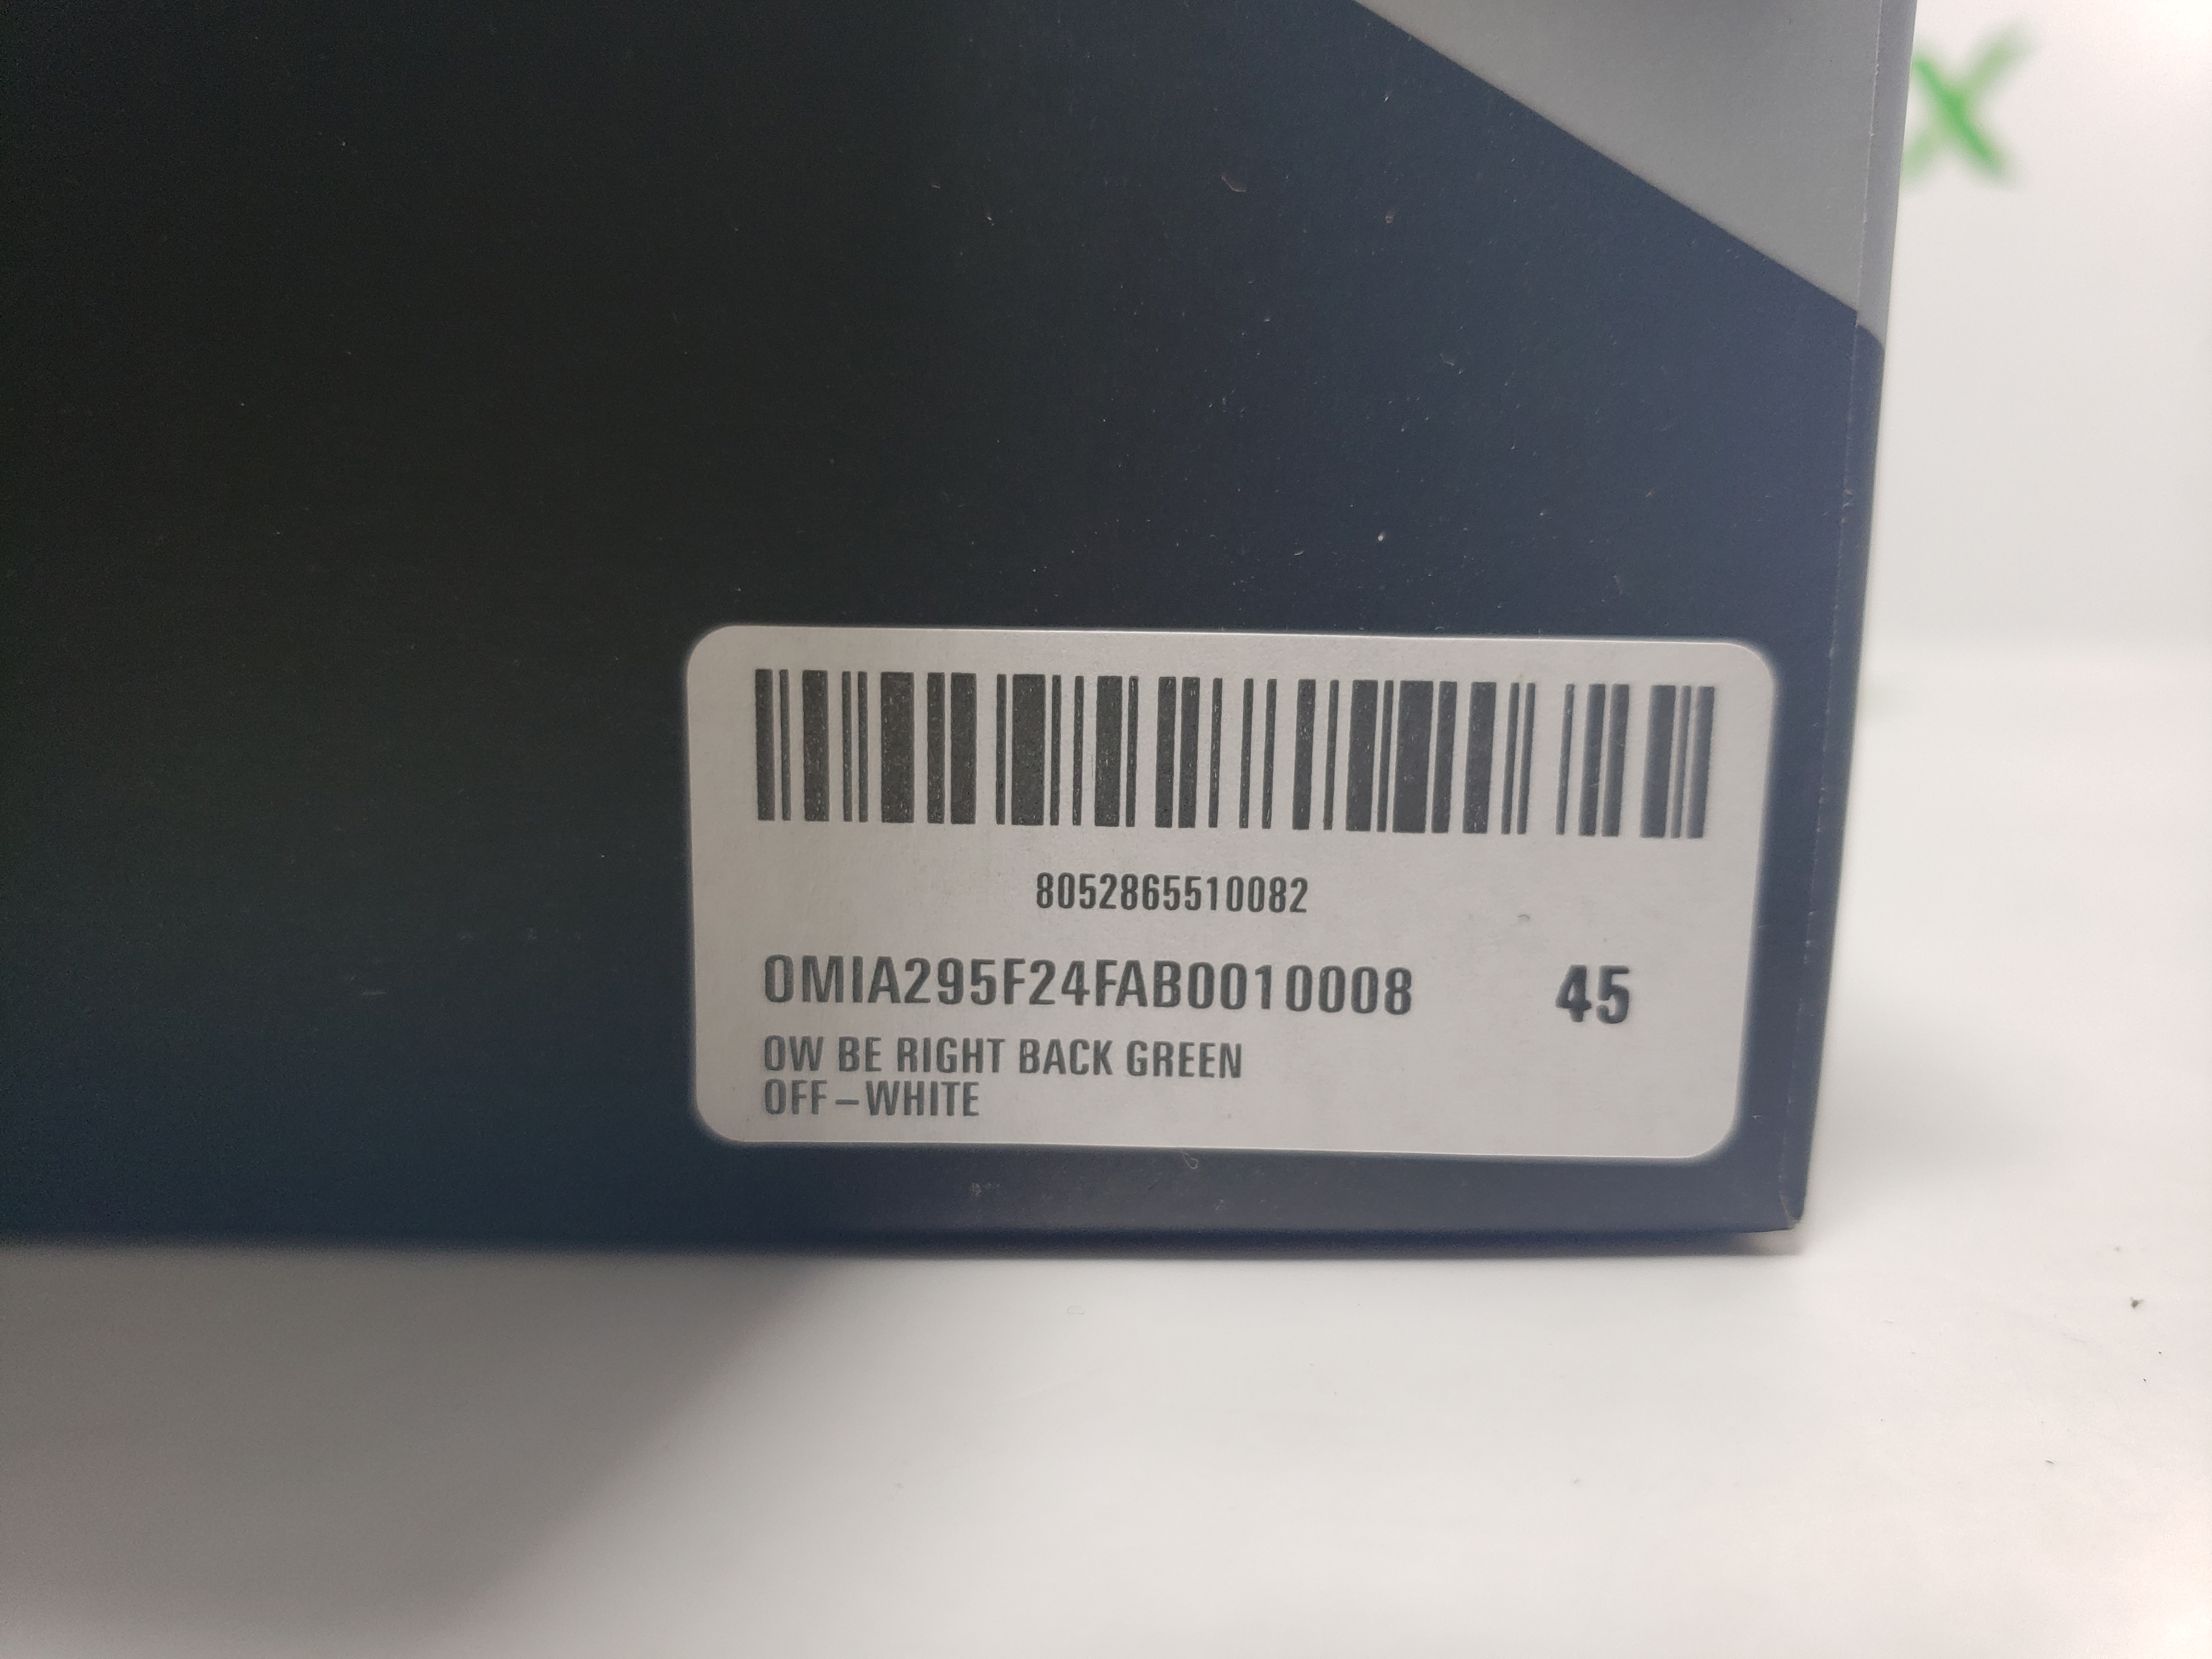 X
8052865510082
OMIA295F24FAB0010008 45
OW BE RIGHT BACK GREEN
OFF-WHITE